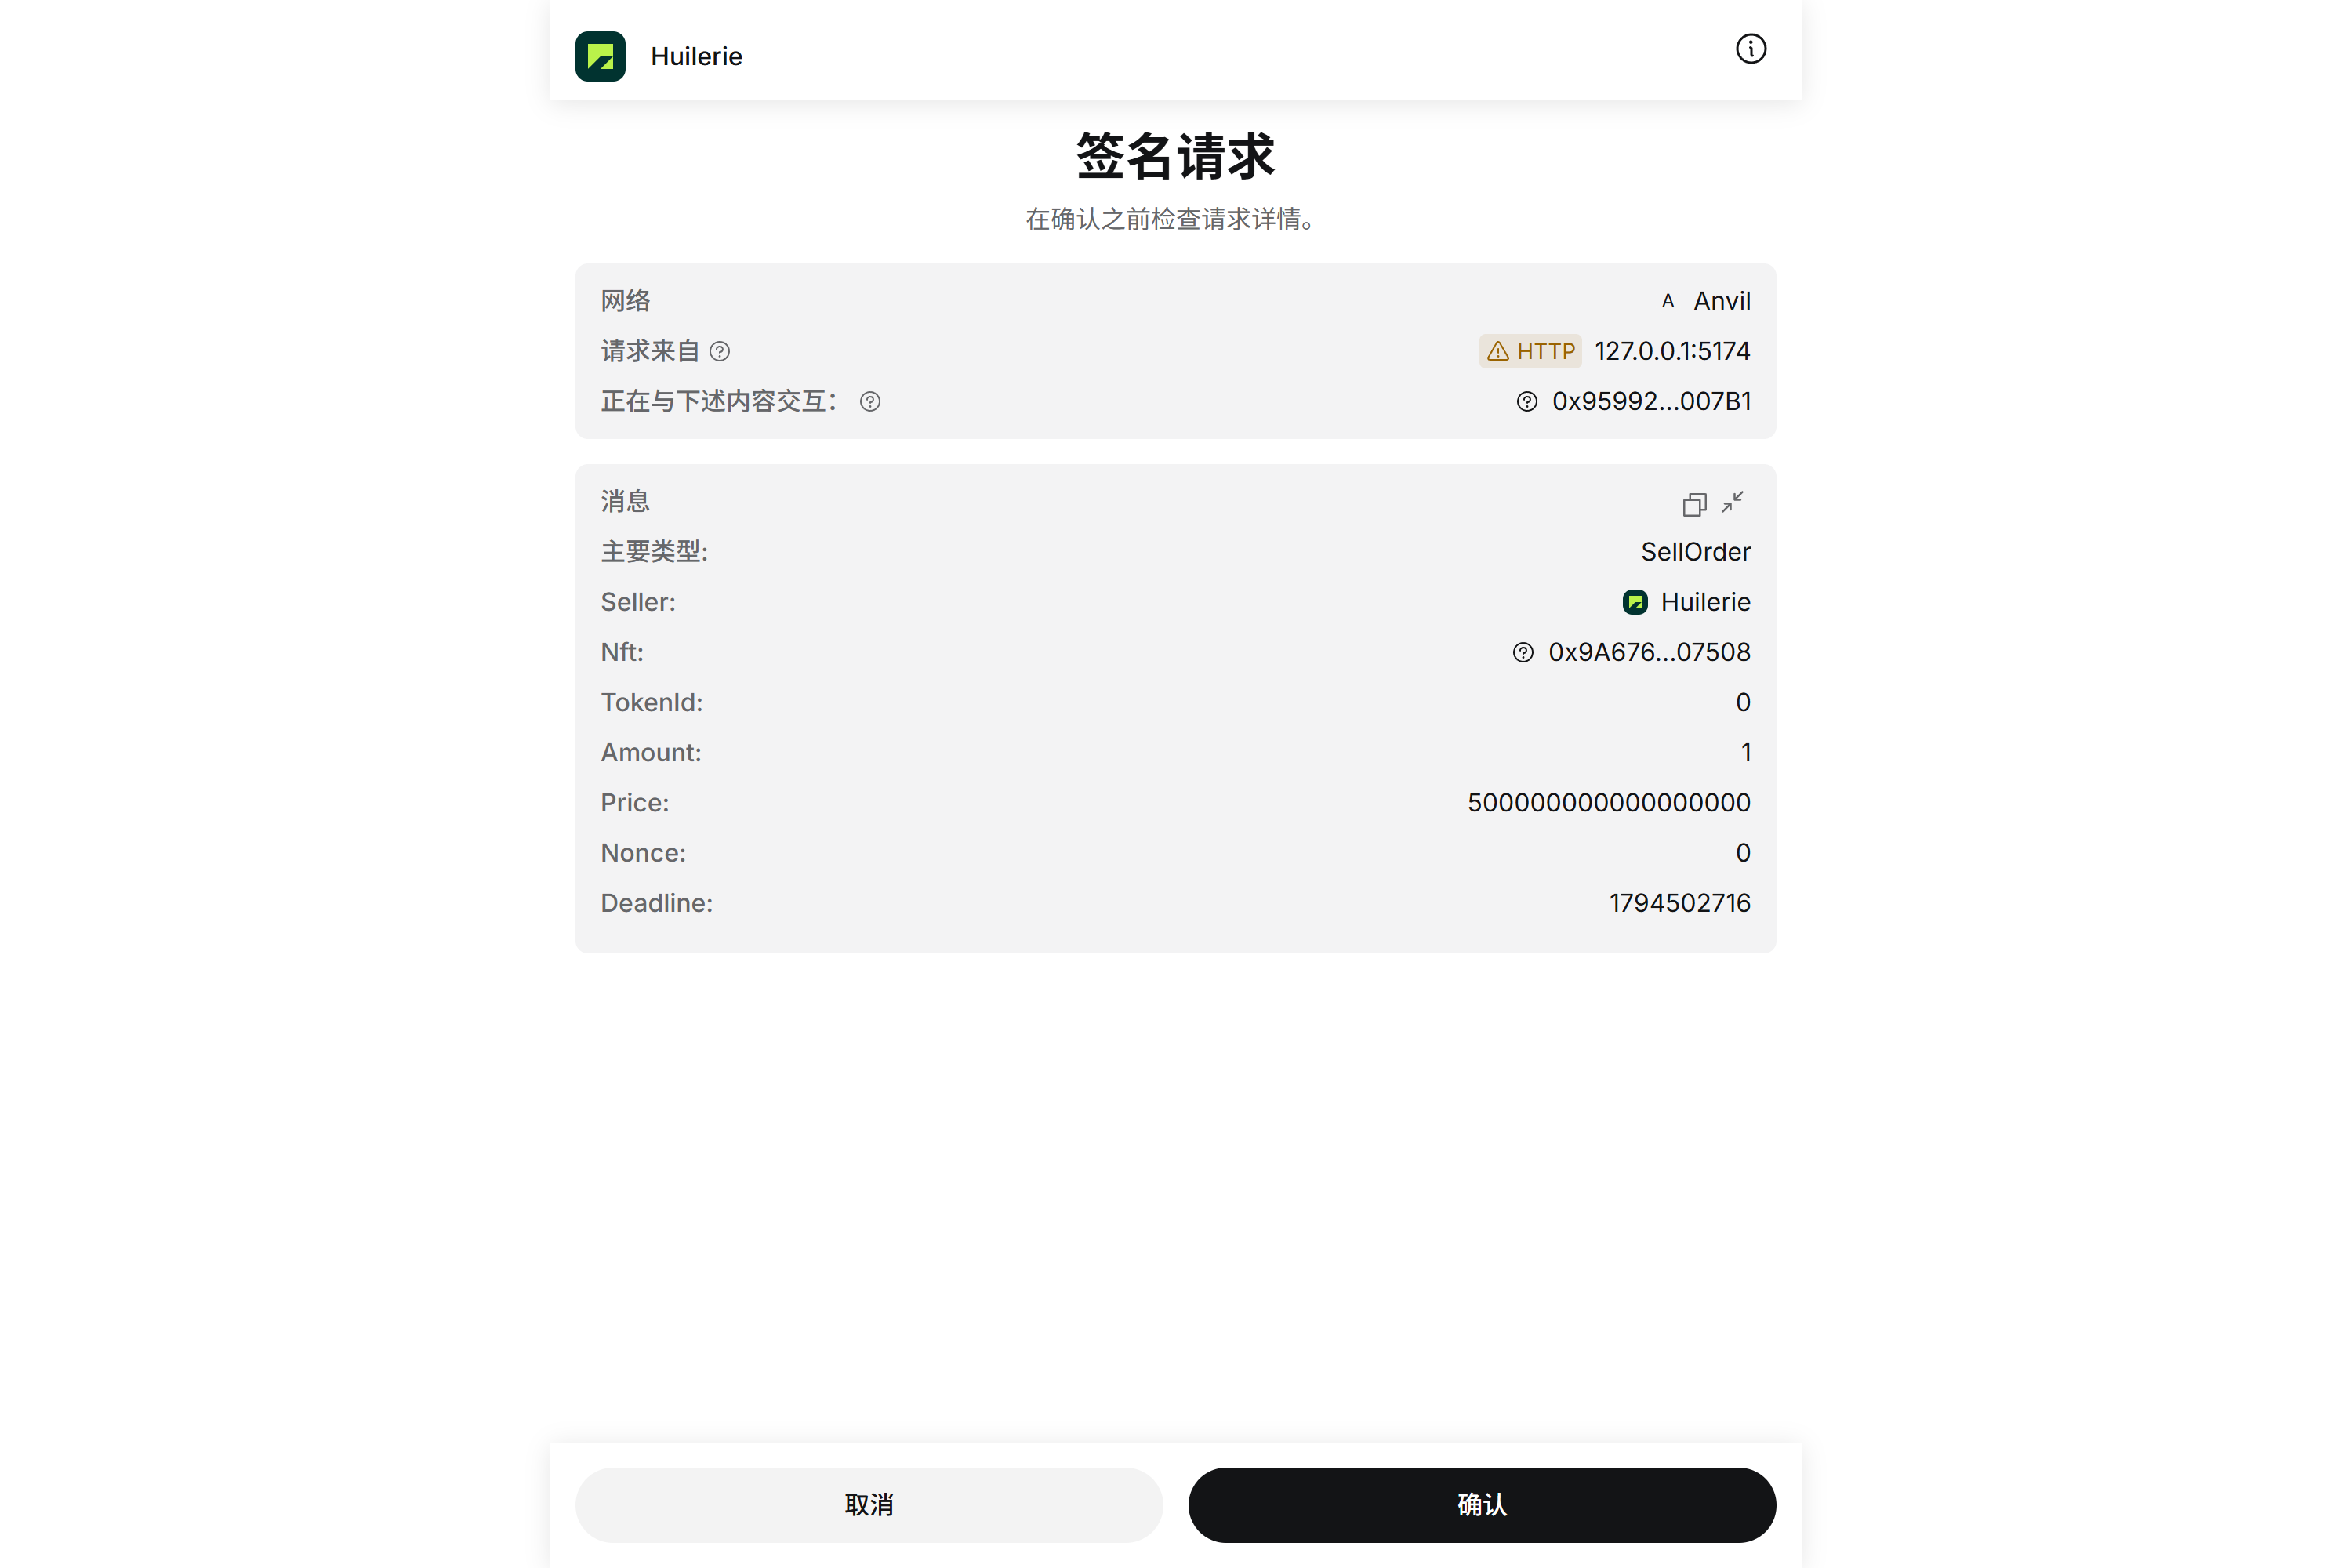 Huilerie
签名请求
在确认之前检查请求详情。
网络 A Anvil
请求来自 HTTP 127.0.0.1:5174
正在与下述内容交互： 0x95992...007B1
消息
主要类型: SellOrder
Seller: Huilerie
Nft: 0x9A676...07508
TokenId: 0
Amount: 1
Price: 500000000000000000
Nonce: 0
Deadline: 1794502716
取消 确认